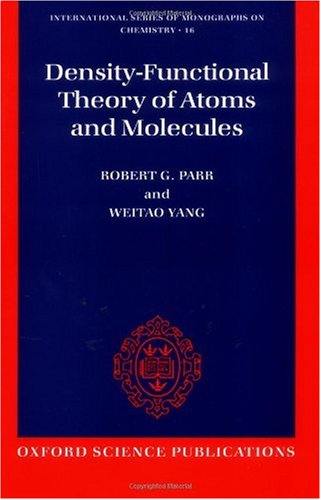 INTERNATIONAL SERIES OF MONOGRAPHS ON
CHEMISTRY · 16
Density-Functional
Theory of Atoms
and Molecules
ROBERT G. PARR
and
WEITAO YANG
OXFORD SCIENCE PUBLICATIONS